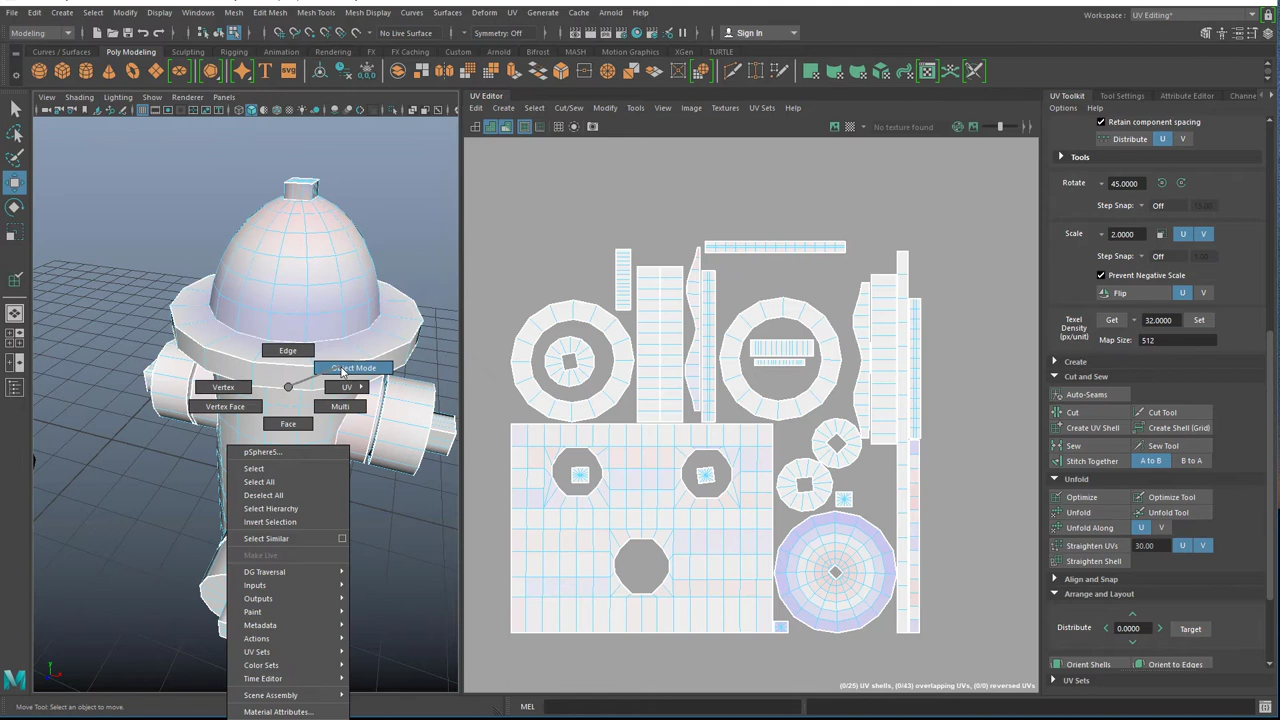 File Edit Create Select Modify Display Windows Mesh Edit Mesh Mesh Tools Mesh Display Curves Surfaces Deform UV Generate Cache Arnold Help
Workspace : UV Editing*
Modeling
No Live Surface
Symmetry: Off
Sign In
Curves / Surfaces Poly Modeling Sculpting Rigging Animation Rendering FX FX Caching Custom Arnold Bifrost MASH Motion Graphics XGen TURTLE
View Shading Lighting Show Renderer Panels
UV Editor
Edit Create Select Cut/Sew Modify Tools View Image Textures UV Sets Help
No texture found
UV Toolkit Tool Settings Attribute Editor Channe
Options Help
Retain component spacing
Distribute U V
Tools
Rotate 45.0000
Step Snap: Off
Scale 2.0000 U V
Step Snap: Off
Prevent Negative Scale
Flip U V
Texel Density (px/unit)
Get 32.0000 Set
Map Size: 512
Create
Cut and Sew
Auto-Seams
Cut Cut Tool
Create UV Shell Create Shell (Grid)
Sew Sew Tool
Stitch Together A to B B to A
Unfold
Optimize Optimize Tool
Unfold Unfold Tool
Unfold Along U V
Straighten UVs 30.00 U V
Straighten Shell
Align and Snap
Arrange and Layout
Distribute 0.0000 Target
Orient Shells Orient to Edges
UV Sets
Edge
Object Mode
Vertex UV
Vertex Face Multi
Face
pSphere5...
Select
Select All
Deselect All
Select Hierarchy
Invert Selection
Select Similar
Make Live
DG Traversal
Inputs
Outputs
Paint
Metadata
Actions
UV Sets
Color Sets
Time Editor
Scene Assembly
Material Attributes...
(0/25) UV shells, (0/43) overlapping UVs, (0/0) reversed UVs
Move Tool: Select an object to move.
MEL